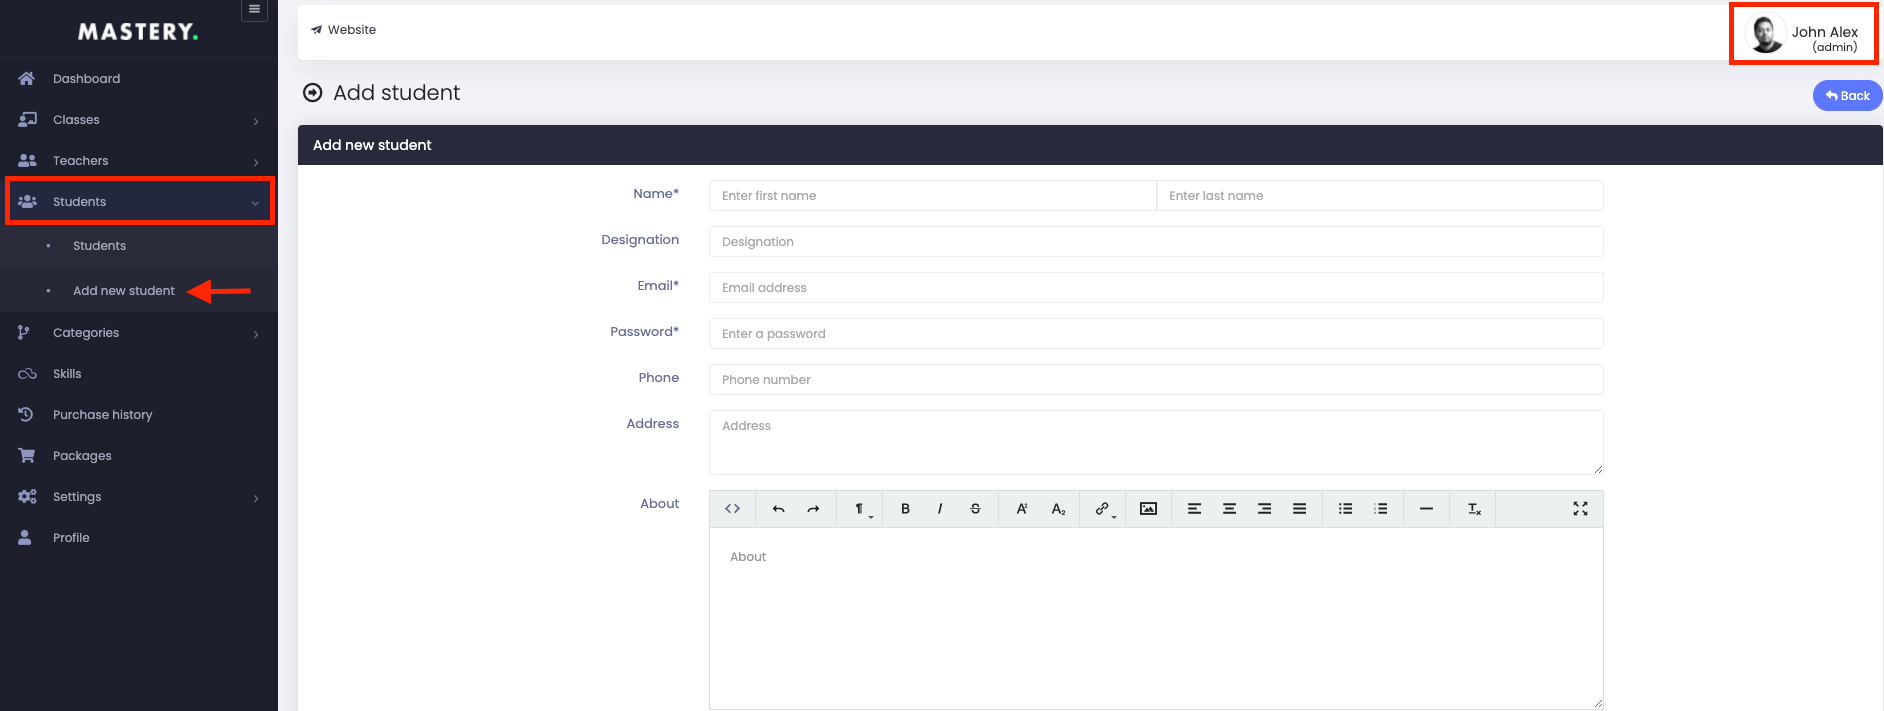 MASTERY.
Dashboard
Classes
Teachers
Students
Students
Add new student
Categories
Skills
Purchase history
Packages
Settings
Profile
Website
John Alex
(admin)
Add student
Back
Add new student
Name*
Enter first name
Enter last name
Designation
Designation
Email*
Email address
Password*
Enter a password
Phone
Phone number
Address
Address
About
About